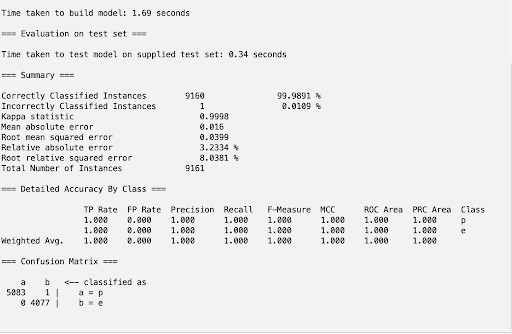 Time taken to build model: 1.69 seconds
=== Evaluation on test set ===
Time taken to test model on supplied test set: 0.34 seconds
=== Summary ===
Correctly Classified Instances 9160 99.9891 %
Incorrectly Classified Instances 1 0.0109 %
Kappa statistic 0.9998
Mean absolute error 0.016
Root mean squared error 0.0399
Relative absolute error 3.2334 %
Root relative squared error 8.0381 %
Total Number of Instances 9161
=== Detailed Accuracy By Class ===
TP Rate FP Rate Precision Recall F-Measure MCC ROC Area PRC Area Class
1.000 0.000 1.000 1.000 1.000 1.000 1.000 1.000 p
1.000 0.000 1.000 1.000 1.000 1.000 1.000 1.000 e
Weighted Avg. 1.000 0.000 1.000 1.000 1.000 1.000 1.000 1.000
=== Confusion Matrix ===
a b <-- classified as
5083 1 | a = p
0 4077 | b = e